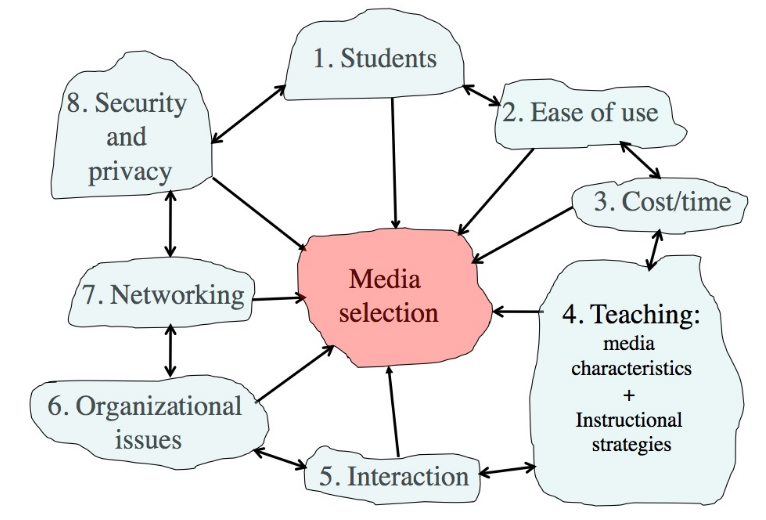 1. Students
2. Ease of use
3. Cost/time
4. Teaching:
media
characteristics
+
Instructional
strategies
5. Interaction
6. Organizational
issues
7. Networking
8. Security
and
privacy
Media
selection